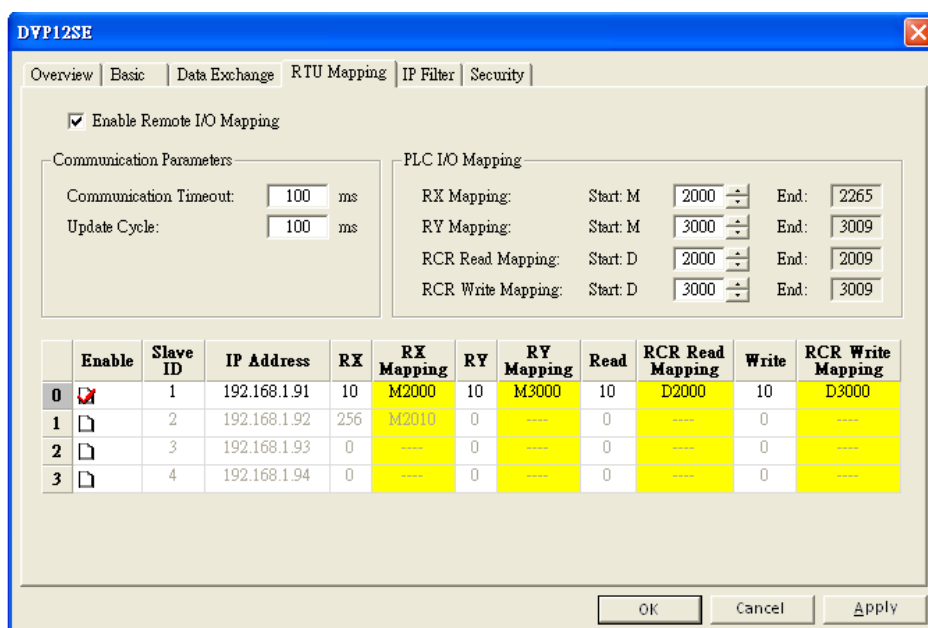 DVP12SE
Overview Basic Data Exchange RTU Mapping IP Filter Security
Enable Remote I/O Mapping
Communication Parameters
Communication Timeout: 100 ms
Update Cycle: 100 ms
PLC I/O Mapping
RX Mapping: Start: M 2000 End: 2265
RY Mapping: Start: M 3000 End: 3009
RCR Read Mapping: Start: D 2000 End: 2009
RCR Write Mapping: Start: D 3000 End: 3009
Enable Slave ID IP Address RX RX Mapping RY RY Mapping Read RCR Read Mapping Write RCR Write Mapping
0 1 192.168.1.91 10 M2000 10 M3000 10 D2000 10 D3000
1 2 192.168.1.92 256 M2010 0 ---- 0 ---- 0 ----
2 3 192.168.1.93 0 ---- 0 ---- 0 ---- 0 ----
3 4 192.168.1.94 0 ---- 0 ---- 0 ---- 0 ----
OK Cancel Apply